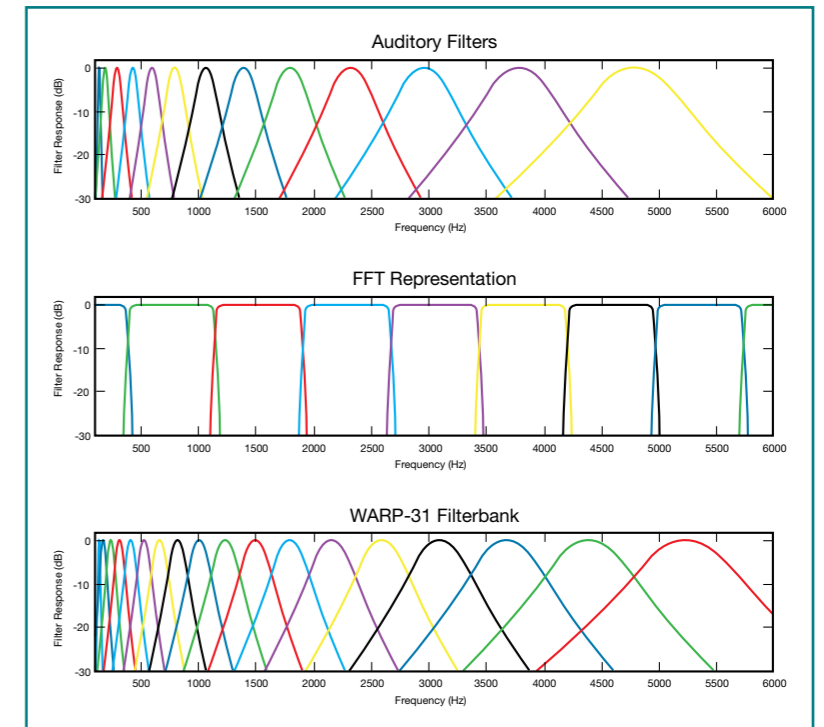 Auditory Filters
Filter Response (dB)
0
-10
-20
-30
500 1000 1500 2000 2500 3000 3500 4000 4500 5000 5500 6000
Frequency (Hz)
FFT Representation
Filter Response (dB)
0
-10
-20
-30
500 1000 1500 2000 2500 3000 3500 4000 4500 5000 5500 6000
Frequency (Hz)
WARP-31 Filterbank
Filter Response (dB)
0
-10
-20
-30
500 1000 1500 2000 2500 3000 3500 4000 4500 5000 5500 6000
Frequency (Hz)